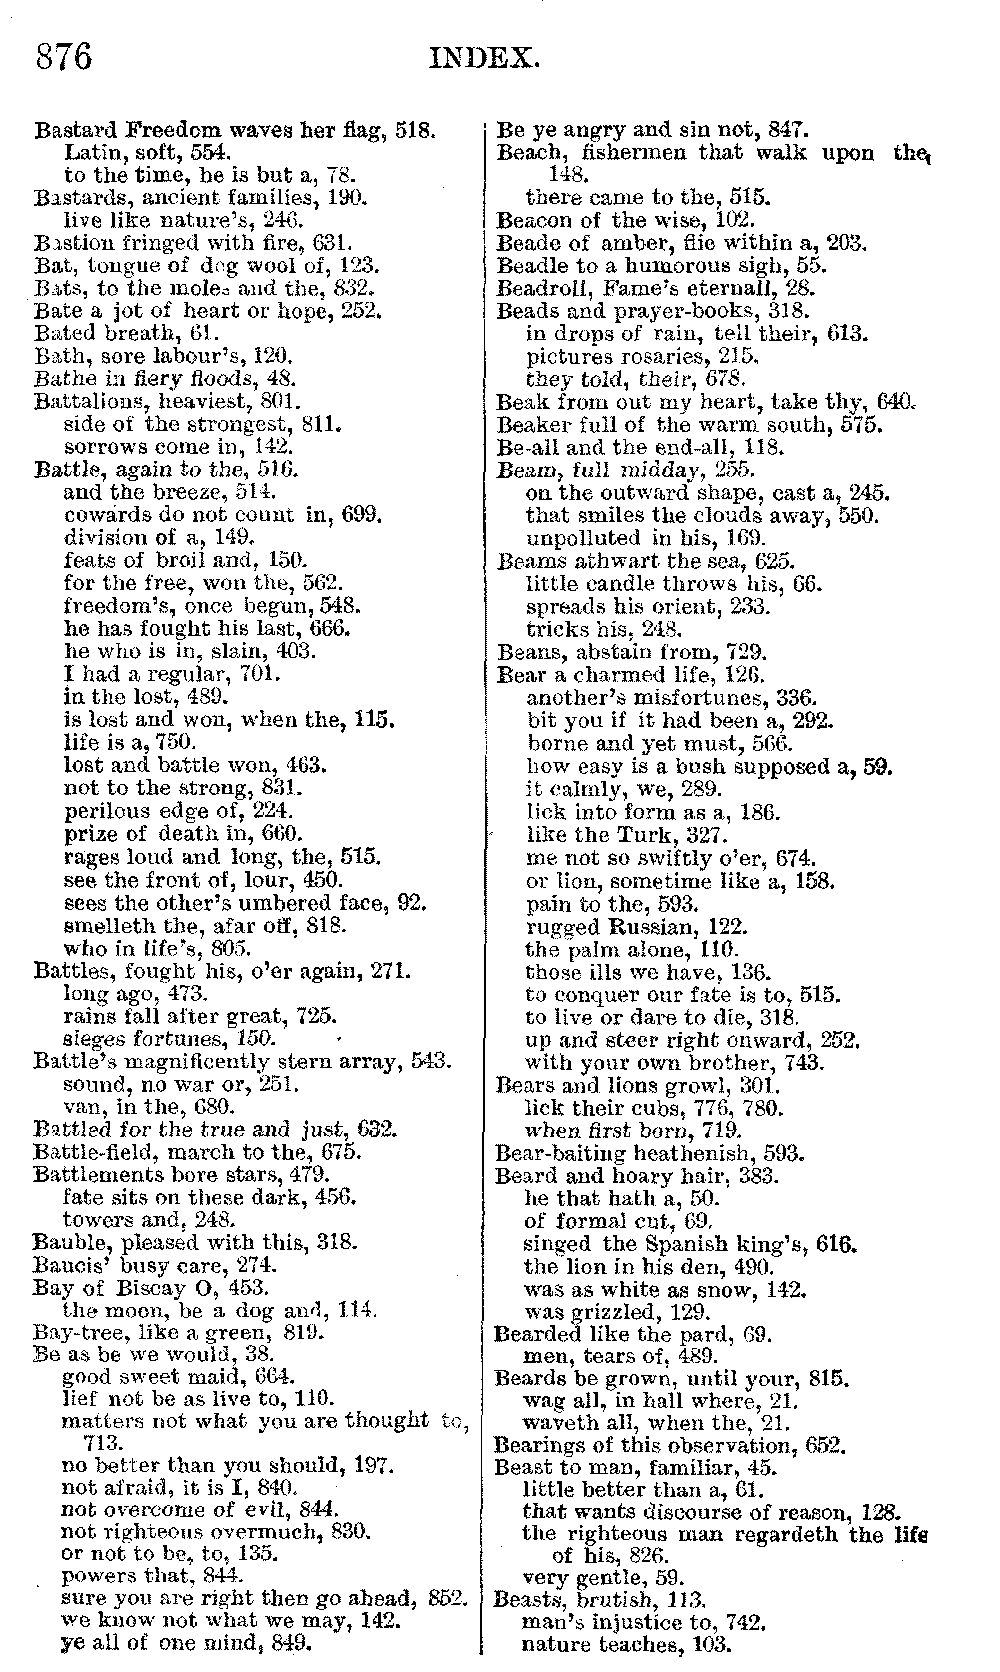 876
INDEX.
Bastard Freedom waves her flag, 518.
Latin, soft, 554.
to the time, he is but a, 78.
Bastards, ancient families, 190.
live like nature's, 246.
Bastion fringed with fire, 631.
Bat, tongue of dog wool of, 123.
Bats, to the moles and the, 832.
Bate a jot of heart or hope, 252.
Bated breath, 61.
Bath, sore labour's, 120.
Bathe in fiery floods, 48.
Battalions, heaviest, 801.
side of the strongest, 811.
sorrows come in, 142.
Battle, again to the, 516.
and the breeze, 514.
cowards do not count in, 699.
division of a, 149.
feats of broil and, 150.
for the free, won the, 562.
freedom's, once begun, 548.
he has fought his last, 666.
he who is in, slain, 403.
I had a regular, 701.
in the lost, 489.
is lost and won, when the, 115.
life is a, 750.
lost and battle won, 463.
not to the strong, 831.
perilous edge of, 224.
prize of death in, 660.
rages loud and long, the, 515.
see the front of, lour, 450.
sees the other's umbered face, 92.
smelleth the, afar off, 818.
who in life's, 805.
Battles, fought his, o'er again, 271.
long ago, 473.
rains fall after great, 725.
sieges fortunes, 150.
Battle's magnificently stern array, 543.
sound, no war or, 251.
van, in the, 680.
Battled for the true and just, 632.
Battle-field, march to the, 675.
Battlements bore stars, 479.
fate sits on these dark, 456.
towers and, 248.
Bauble, pleased with this, 318.
Baucis' busy care, 274.
Bay of Biscay O, 453.
the moon, be a dog and, 114.
Bay-tree, like a green, 819.
Be as be we would, 38.
good sweet maid, 664.
lief not be as live to, 110.
matters not what you are thought to,
713.
no better than you should, 197.
not afraid, it is I, 840.
not overcome of evil, 844.
not righteous overmuch, 830.
or not to be, to, 135.
powers that, 844.
sure you are right then go ahead, 852.
we know not what we may, 142.
ye all of one mind, 849.
Be ye angry and sin not, 847.
Beach, fishermen that walk upon the,
148.
there came to the, 515.
Beacon of the wise, 102.
Beade of amber, flie within a, 203.
Beadle to a humorous sigh, 55.
Beadroll, Fame's eternall, 28.
Beads and prayer-books, 318.
in drops of rain, tell their, 613.
pictures rosaries, 215.
they told, their, 678.
Beak from out my heart, take thy, 640.
Beaker full of the warm south, 575.
Be-all and the end-all, 118.
Beam, full midday, 255.
on the outward shape, cast a, 245.
that smiles the clouds away, 550.
unpolluted in his, 169.
Beams athwart the sea, 625.
little candle throws his, 66.
spreads his orient, 233.
tricks his, 248.
Beans, abstain from, 729.
Bear a charmed life, 126.
another's misfortunes, 336.
bit you if it had been a, 292.
borne and yet must, 566.
how easy is a bush supposed a, 59.
it calmly, we, 289.
lick into form as a, 186.
like the Turk, 327.
me not so swiftly o'er, 674.
or lion, sometime like a, 158.
pain to the, 593.
rugged Russian, 122.
the palm alone, 110.
those ills we have, 136.
to conquer our fate is to, 515.
to live or dare to die, 318.
up and steer right onward, 252.
with your own brother, 743.
Bears and lions growl, 301.
lick their cubs, 776, 780.
when first born, 719.
Bear-baiting heathenish, 593.
Beard and hoary hair, 383.
he that hath a, 50.
of formal cut, 69.
singed the Spanish king's, 616.
the lion in his den, 490.
was as white as snow, 142.
was grizzled, 129.
Bearded like the pard, 69.
men, tears of, 489.
Beards be grown, until your, 815.
wag all, in hall where, 21.
waveth all, when the, 21.
Bearings of this observation, 652.
Beast to man, familiar, 45.
little better than a, 61.
that wants discourse of reason, 128.
the righteous man regardeth the life
of his, 826.
very gentle, 59.
Beasts, brutish, 113.
man's injustice to, 742.
nature teaches, 103.